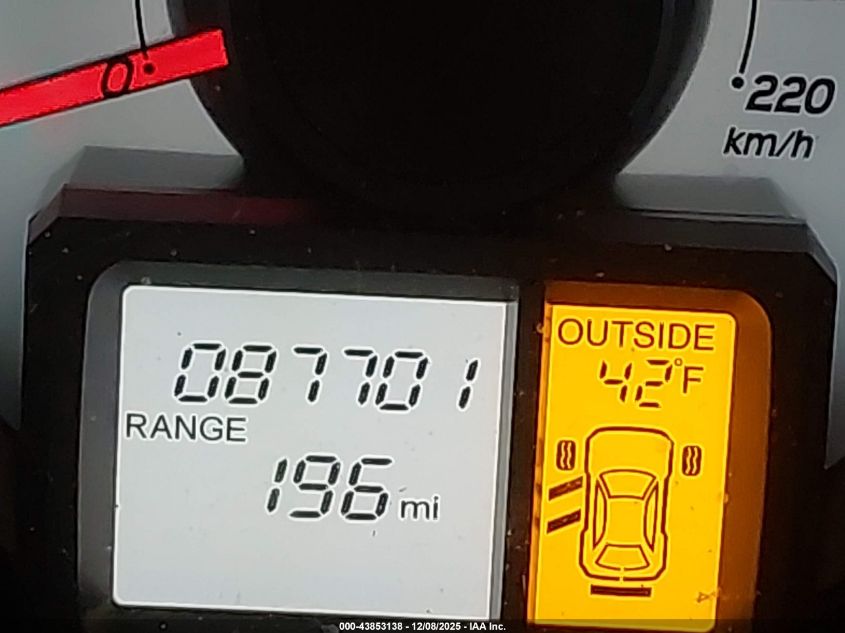 0
220
km/h
087701
RANGE
196 mi
OUTSIDE
42°F
000-43853138 - 12/08/2025 - IAA Inc.